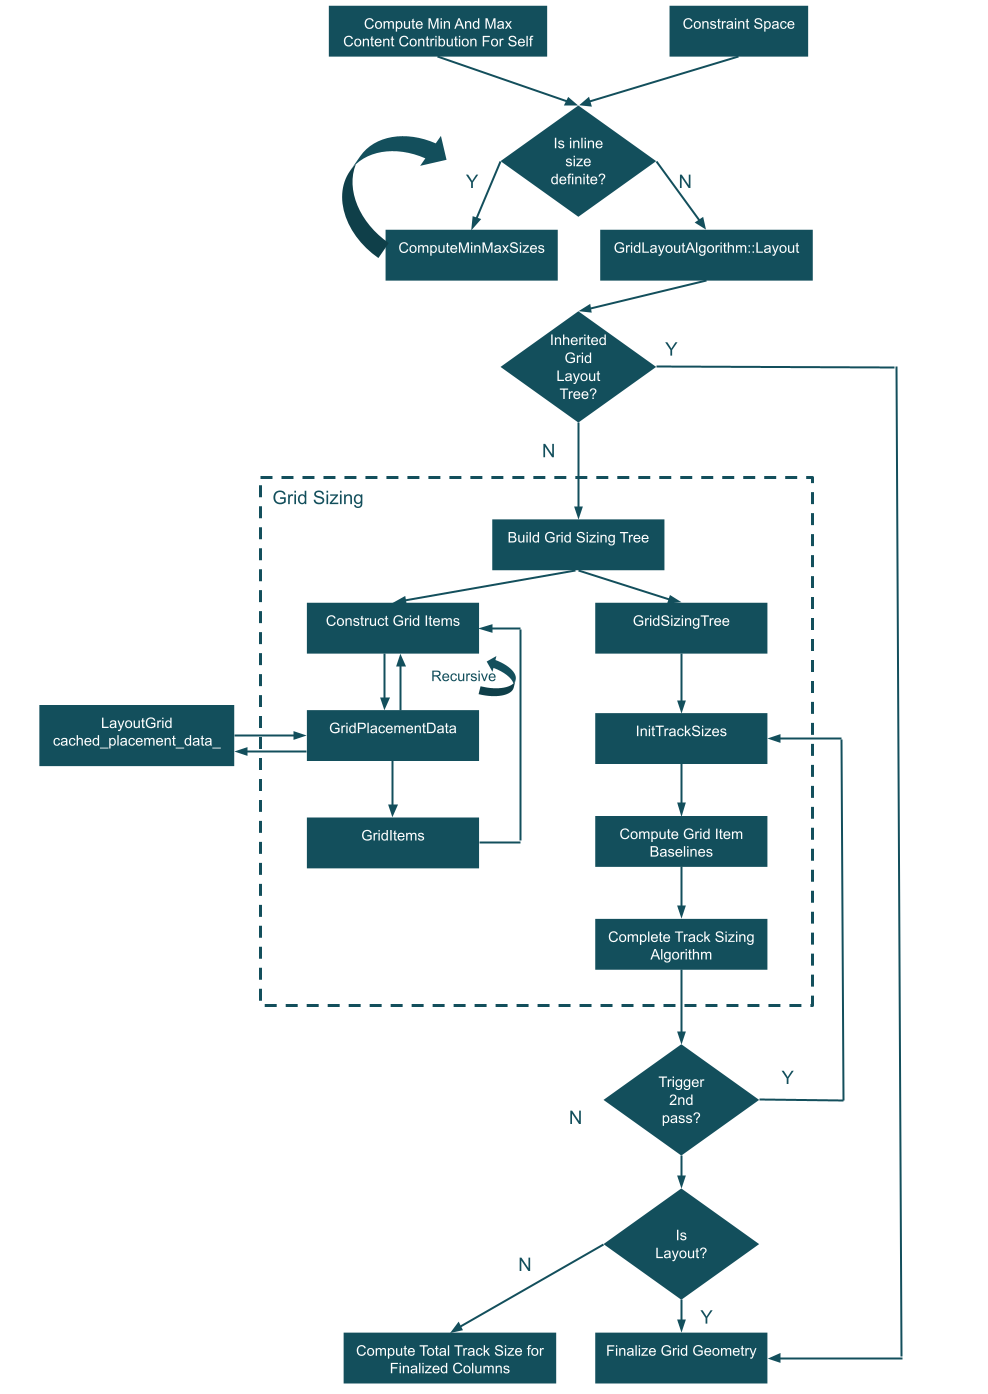 Compute Min And Max
Content Contribution For Self
Constraint Space
Is inline
size
definite?
Y
N
ComputeMinMaxSizes
GridLayoutAlgorithm::Layout
Inherited
Grid
Layout
Tree?
Y
N
Grid Sizing
Build Grid Sizing Tree
Construct Grid Items
GridSizingTree
Recursive
LayoutGrid
cached_placement_data_
GridPlacementData
InitTrackSizes
GridItems
Compute Grid Item
Baselines
Complete Track Sizing
Algorithm
Trigger
2nd
pass?
Y
N
Is
Layout?
N
Y
Compute Total Track Size for
Finalized Columns
Finalize Grid Geometry